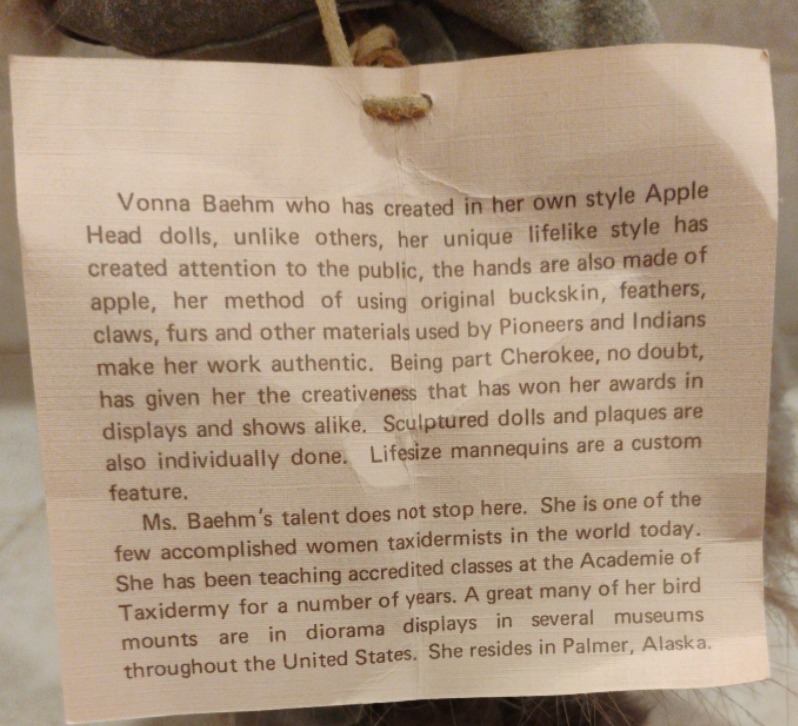 Vonna Baehm who has created in her own style Apple
Head dolls, unlike others, her unique lifelike style has
created attention to the public, the hands are also made of
apple, her method of using original buckskin, feathers,
claws, furs and other materials used by Pioneers and Indians
make her work authentic. Being part Cherokee, no doubt,
has given her the creativeness that has won her awards in
displays and shows alike. Sculptured dolls and plaques are
also individually done. Lifesize mannequins are a custom
feature.
Ms. Baehm's talent does not stop here. She is one of the
few accomplished women taxidermists in the world today.
She has been teaching accredited classes at the Academie of
Taxidermy for a number of years. A great many of her bird
mounts are in diorama displays in several museums
throughout the United States. She resides in Palmer, Alaska.